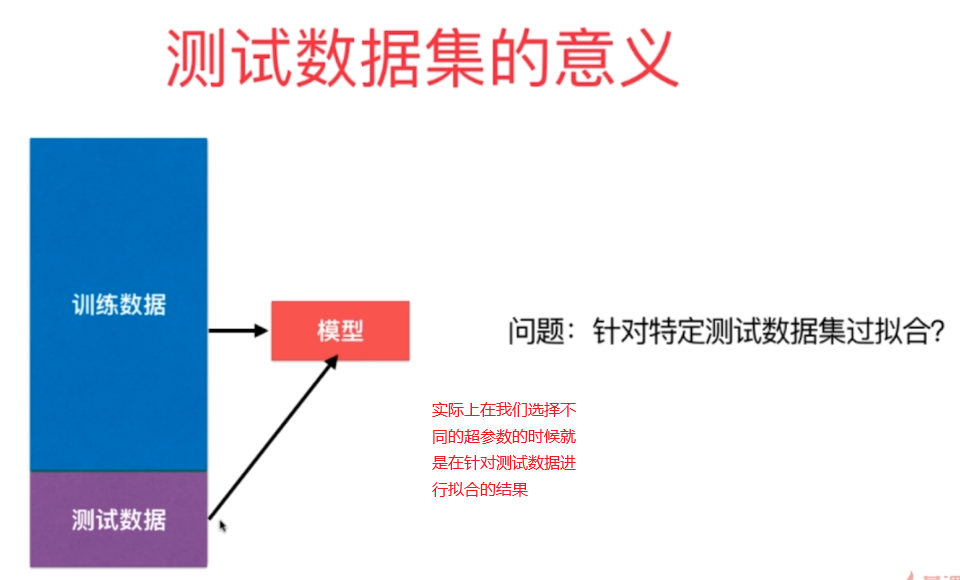 测试数据集的意义
训练数据
模型
问题：针对特定测试数据集过拟合?
实际上在我们选择不
同的超参数的时候就
是在针对测试数据进
行拟合的结果
测试数据